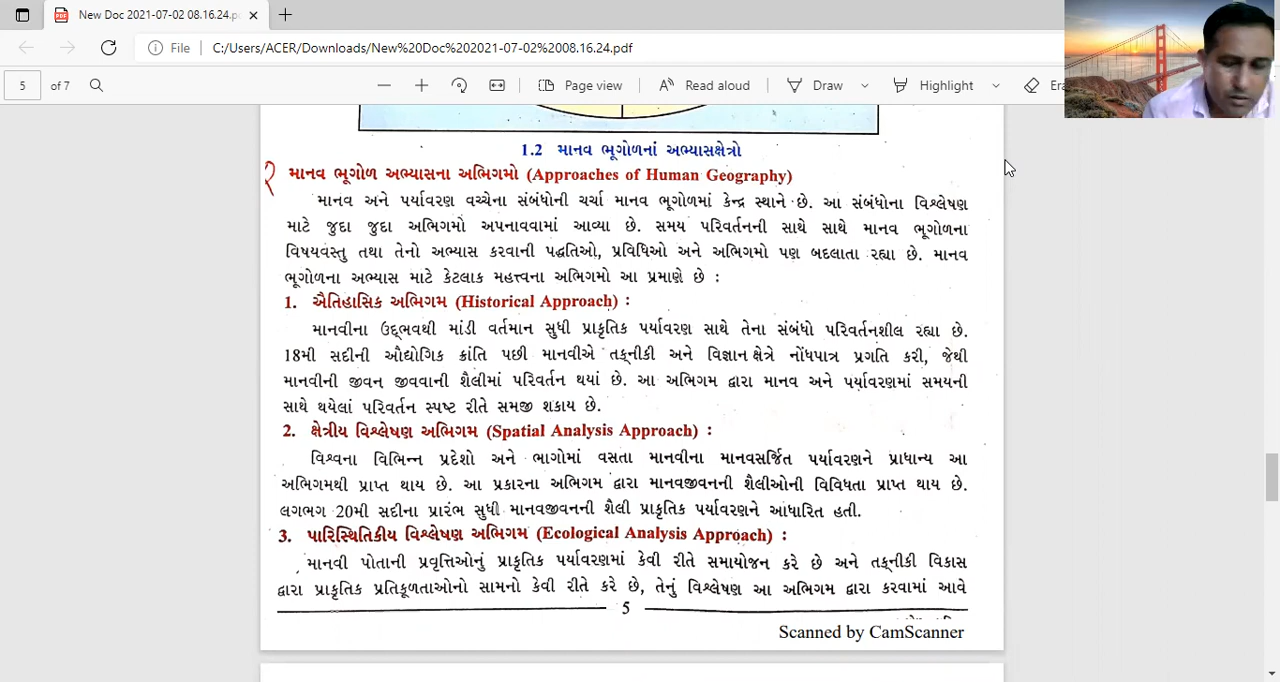 New Doc 2021-07-02 08.16.24.p
File C:/Users/ACER/Downloads/New%20Doc%202021-07-02%2008.16.24.pdf
5 of 7 Page view Read aloud Draw Highlight
1.2 માનવ ભૂગોળનાં અભ્યાસક્ષેત્રો
માનવ ભૂગોળ અભ્યાસના અભિગમો (Approaches of Human Geography)
માનવ અને પર્યાવરણ વચ્ચેના સંબંધોની ચર્ચા માનવ ભૂગોળમાં કેન્દ્ર સ્થાને છે. આ સંબંધોના વિશ્લેષણ
માટે જુદા જુદા અભિગમો અપનાવવામાં આવ્યા છે. સમય પરિવર્તનની સાથે સાથે માનવ ભૂગોળના
વિષયવસ્તુ તથા તેનો અભ્યાસ કરવાની પદ્ધતિઓ, પ્રવિધિઓ અને અભિગમો પણ બદલાતા રહ્યા છે. માનવ
ભૂગોળના અભ્યાસ માટે કેટલાક મહત્ત્વના અભિગમો આ પ્રમાણે છે :
1. ઐતિહાસિક અભિગમ (Historical Approach) :
માનવીના ઉદ્ભવથી માંડી વર્તમાન સુધી પ્રાકૃતિક પર્યાવરણ સાથે તેના સંબંધો પરિવર્તનશીલ રહ્યા છે.
18મી સદીની ઔદ્યોગિક ક્રાંતિ પછી માનવીએ તક્નીકી અને વિજ્ઞાન ક્ષેત્રે નોંધપાત્ર પ્રગતિ કરી, જેથી
માનવીની જીવન જીવવાની શૈલીમાં પરિવર્તન થયાં છે. આ અભિગમ દ્વારા માનવ અને પર્યાવરણમાં સમયની
સાથે થયેલાં પરિવર્તન સ્પષ્ટ રીતે સમજી શકાય છે.
2. ક્ષેત્રીય વિશ્લેષણ અભિગમ (Spatial Analysis Approach) :
વિશ્વના વિભિન્ન પ્રદેશો અને ભાગોમાં વસતા માનવીના માનવસર્જિત પર્યાવરણને પ્રાધાન્ય આ
અભિગમથી પ્રાપ્ત થાય છે. આ પ્રકારના અભિગમ દ્વારા માનવજીવનની શૈલીઓની વિવિધતા પ્રાપ્ત થાય છે.
લગભગ 20મી સદીના પ્રારંભ સુધી માનવજીવનની શૈલી પ્રાકૃતિક પર્યાવરણને આધારિત હતી.
3. પારિસ્થિતિકીય વિશ્લેષણ અભિગમ (Ecological Analysis Approach) :
માનવી પોતાની પ્રવૃત્તિઓનું પ્રાકૃતિક પર્યાવરણમાં કેવી રીતે સમાયોજન કરે છે અને તક્નીકી વિકાસ
દ્વારા પ્રાકૃતિક પ્રતિકૂળતાઓનો સામનો કેવી રીતે કરે છે, તેનું વિશ્લેષણ આ અભિગમ દ્વારા કરવામાં આવે
5
Scanned by CamScanner